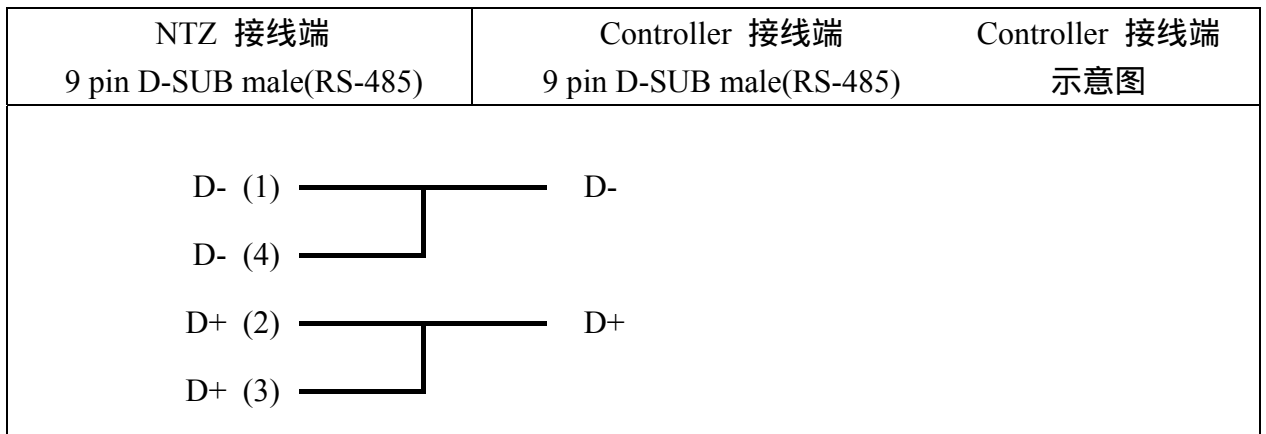 NTZ 接线端
9 pin D-SUB male(RS-485)
Controller 接线端
9 pin D-SUB male(RS-485)
Controller 接线端
示意图
D- (1) D-
D- (4)
D+ (2) D+
D+ (3)